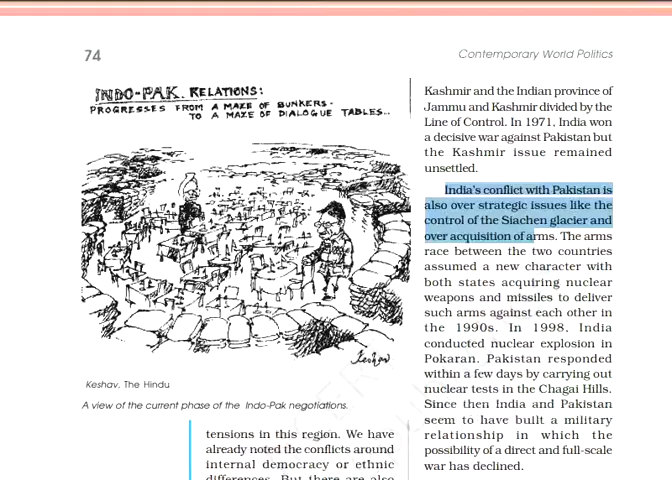 74
Contemporary World Politics
INDO-PAK. RELATIONS:
PROGRESSES FROM A MAZE OF BUNKERS-
TO A MAZE OF DIALOGUE TABLES..
Keshav
Keshav, The Hindu
A view of the current phase of the Indo-Pak negotiations.
tensions in this region. We have
already noted the conflicts around
internal democracy or ethnic
differences. But there are also
Kashmir and the Indian province of
Jammu and Kashmir divided by the
Line of Control. In 1971, India won
a decisive war against Pakistan but
the Kashmir issue remained
unsettled.
India's conflict with Pakistan is
also over strategic issues like the
control of the Siachen glacier and
over acquisition of arms. The arms
race between the two countries
assumed a new character with
both states acquiring nuclear
weapons and missiles to deliver
such arms against each other in
the 1990s. In 1998, India
conducted nuclear explosion in
Pokaran. Pakistan responded
within a few days by carrying out
nuclear tests in the Chagai Hills.
Since then India and Pakistan
seem to have built a military
relationship in which the
possibility of a direct and full-scale
war has declined.